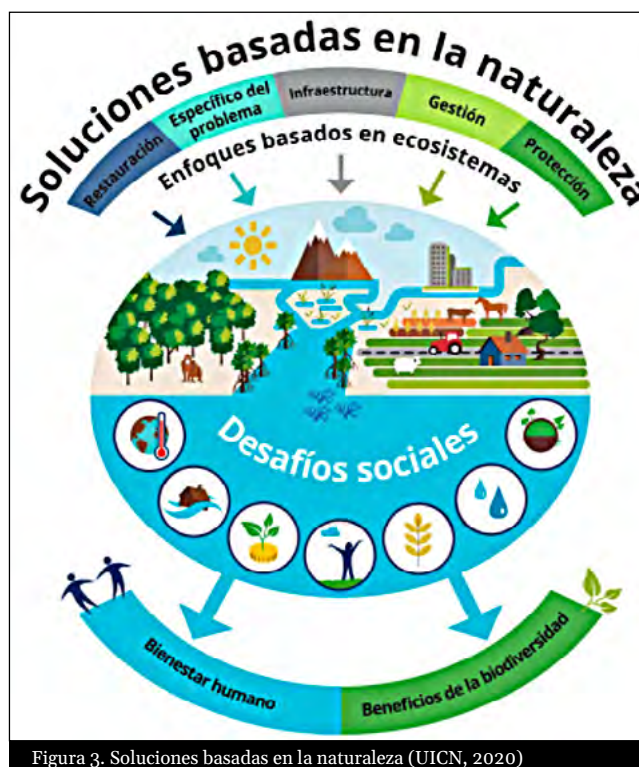 Soluciones basadas en la naturaleza
Restauración
Específico del
problema
Infraestructura
Gestión
Protección
Enfoques basados en ecosistemas
Desafíos sociales
Bienestar humano
Beneficios de la biodiversidad
Figura 3. Soluciones basadas en la naturaleza (UICN, 2020)